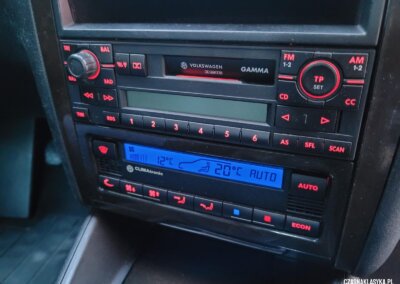 BAL
VOLKSWAGEN
GAMMA
FM
1-2
AM
1-2
TP
SET
CD
CC
1 2 3 4 5 6
AS SFL SCAN
12°C 20°C AUTO
CLIMAtronic
AUTO
ECON
CZASNAKLASYKA.PL